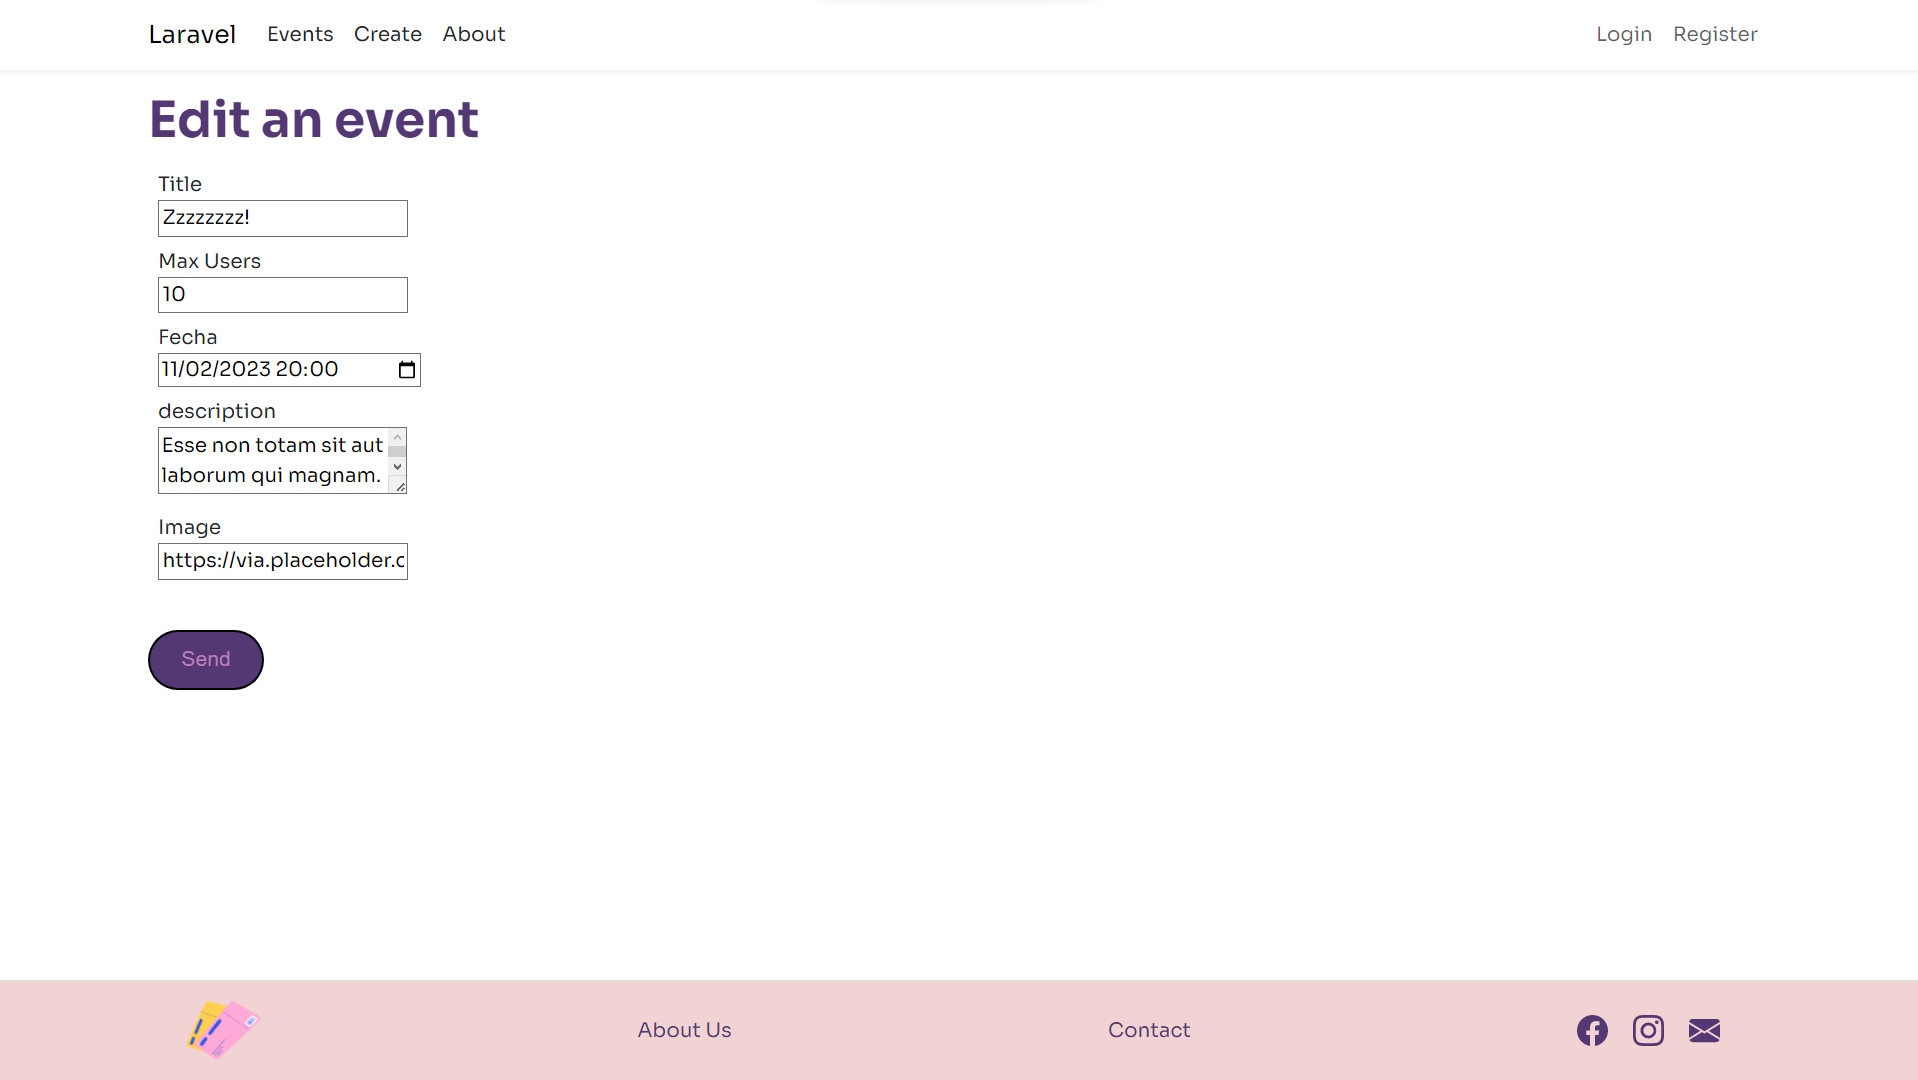 Laravel Events Create About Login Register
Edit an event
Title
Zzzzzzzz!
Max Users
10
Fecha
11/02/2023 20:00
description
Esse non totam sit aut
laborum qui magnam.
Image
https://via.placeholder.c
Send
About Us Contact